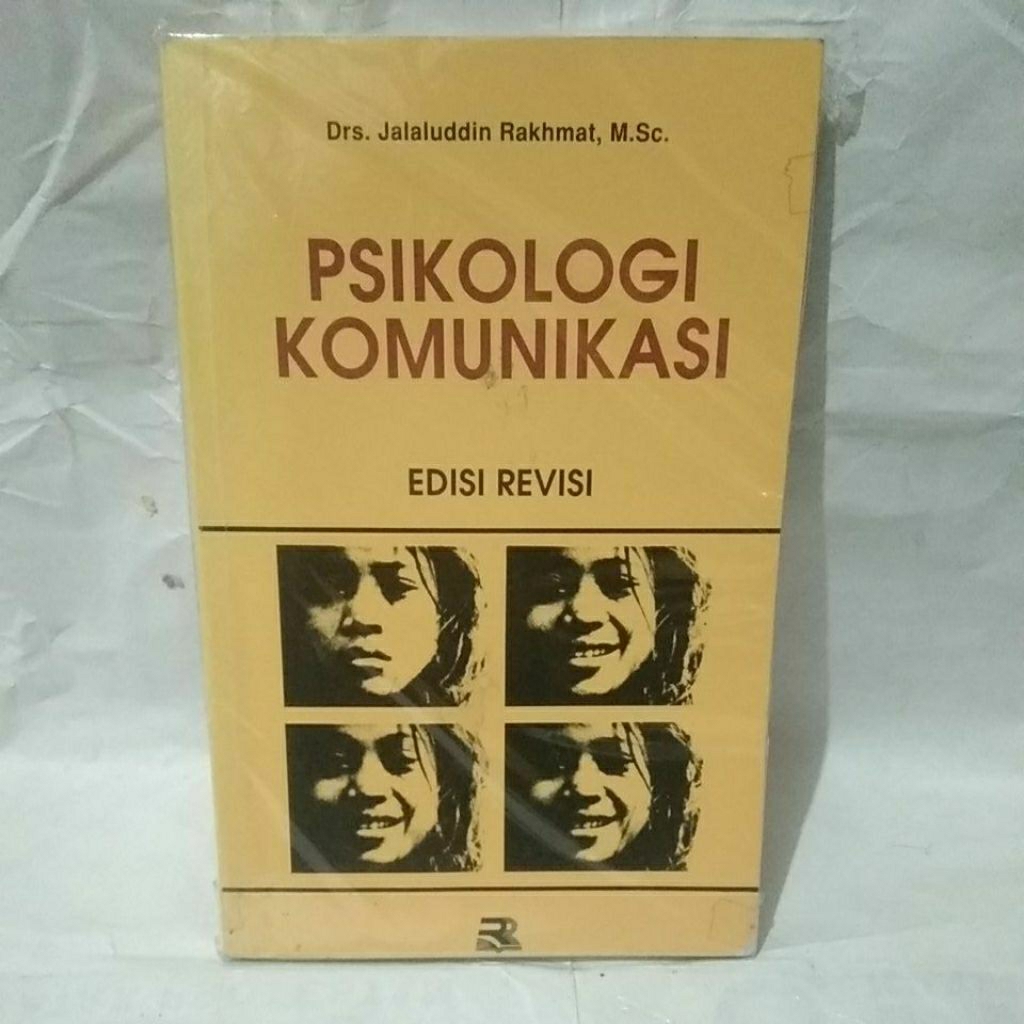 Drs. Jalaluddin Rakhmat, M.Sc.
PSIKOLOGI
KOMUNIKASI
EDISI REVISI